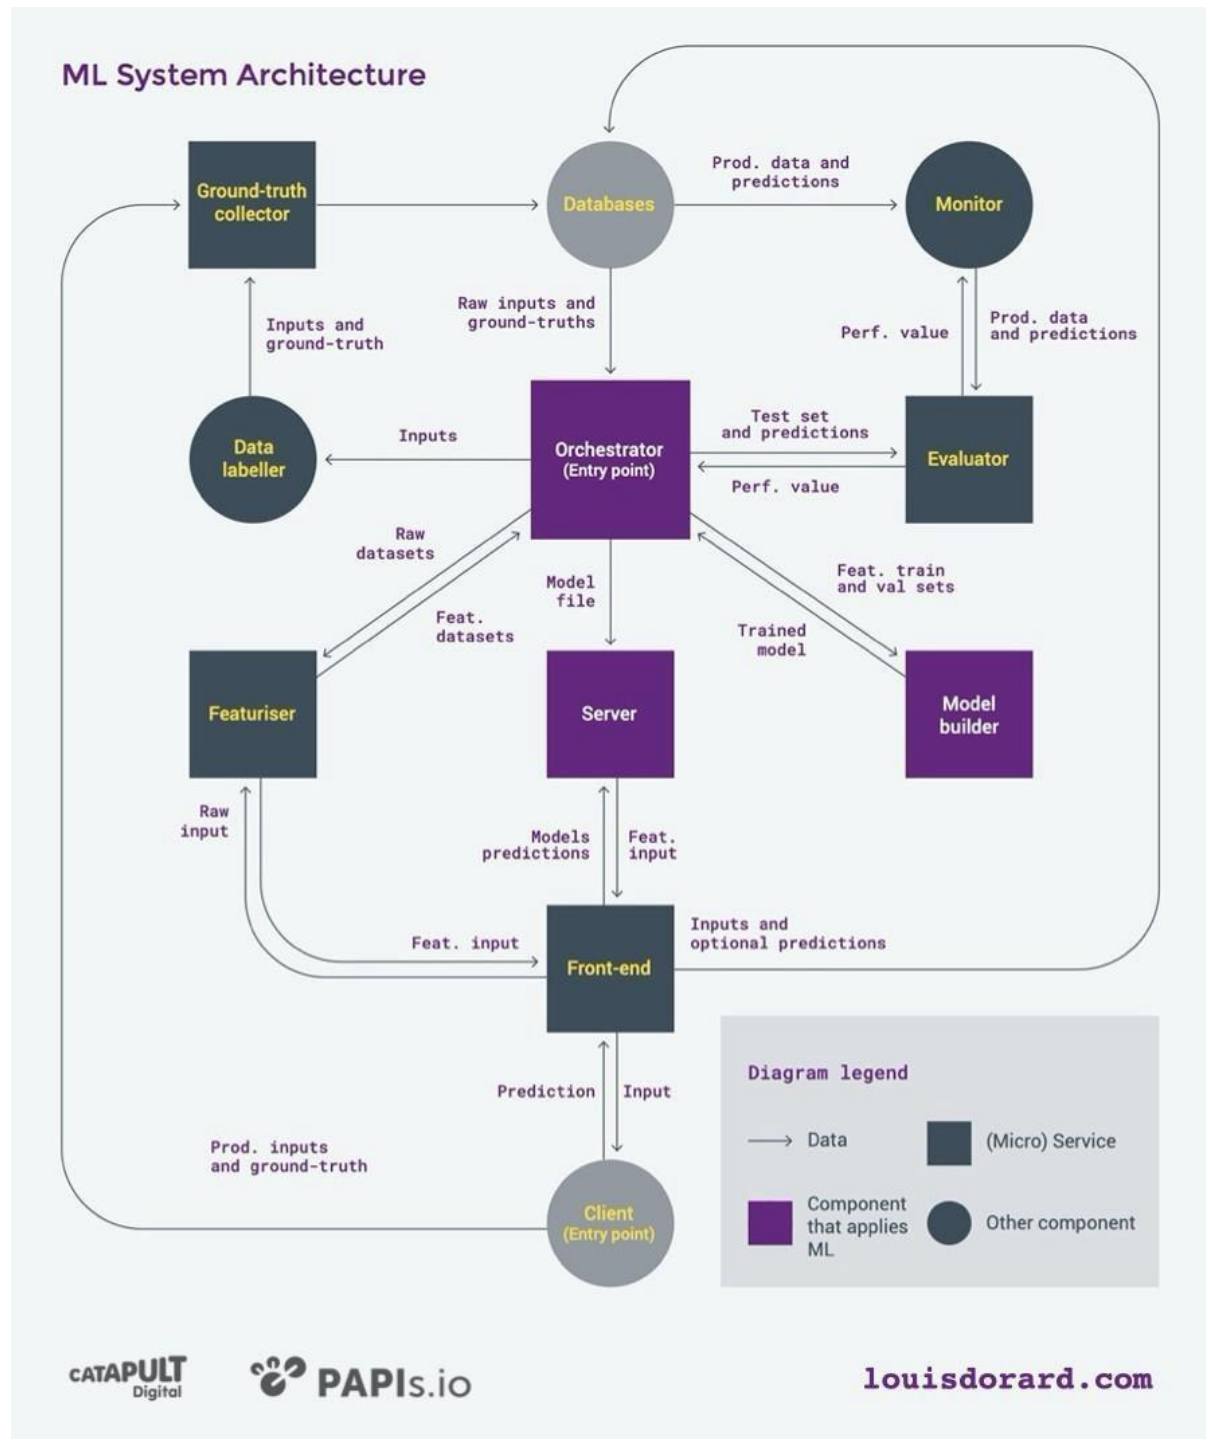 ML System Architecture
Ground-truth
collector
Databases
Prod. data and
predictions
Monitor
Inputs and
ground-truth
Raw inputs and
ground-truths
Perf. value
Prod. data
and predictions
Data
labeller
Inputs
Orchestrator
(Entry point)
Test set
and predictions
Perf. value
Evaluator
Raw
datasets
Feat.
datasets
Model
file
Trained
model
Feat. train
and val sets
Featuriser
Server
Model
builder
Raw
input
Models
predictions
Feat.
input
Feat. input
Front-end
Inputs and
optional predictions
Prediction
Input
Prod. inputs
and ground-truth
Client
(Entry point)
Diagram legend
Data
(Micro) Service
Component
that applies
ML
Other component
CATAPULT
Digital
PAPIs.io
louisdorard.com